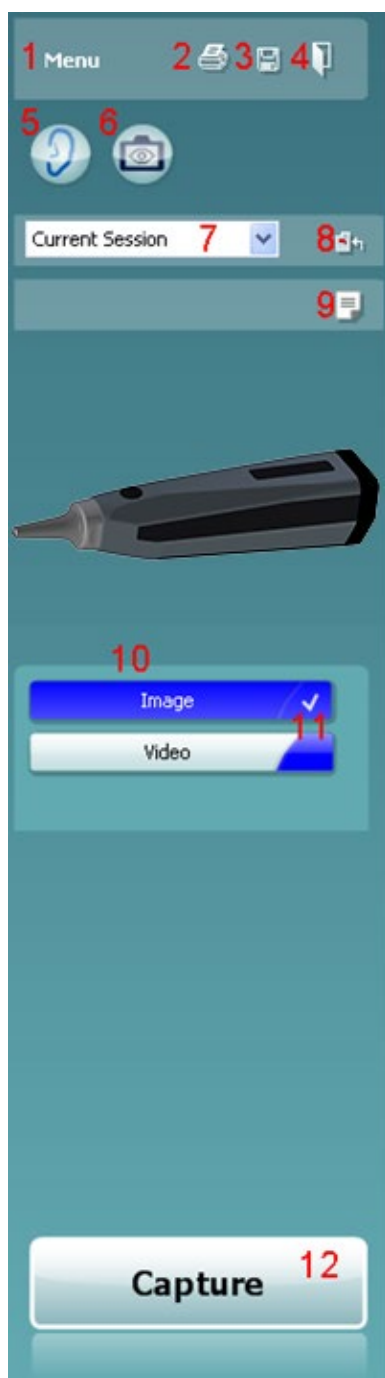 1 Menu 2 3 4
5 6
Current Session 7 8
9
10
Image
11
Video
Capture 12